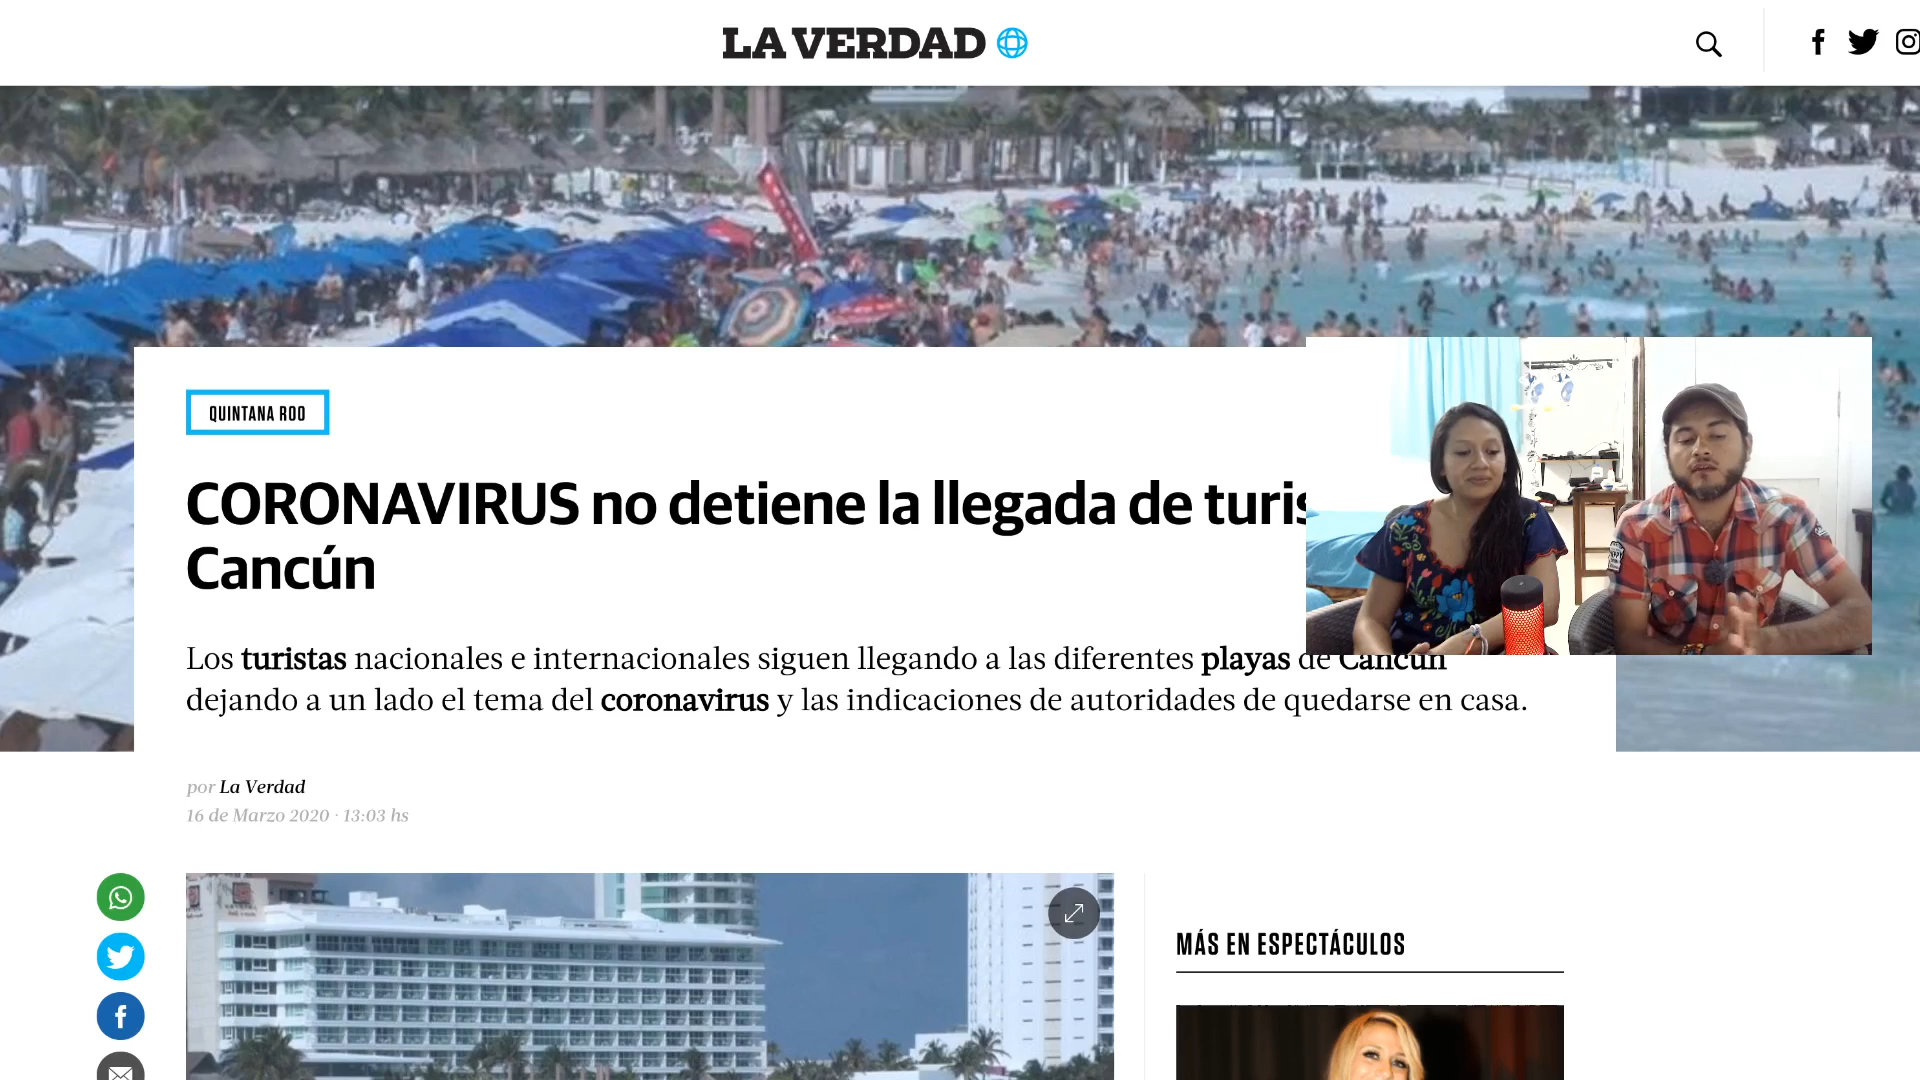 LA VERDAD
QUINTANA ROO
CORONAVIRUS no detiene la llegada de
Cancún
Los turistas nacionales e internacionales siguen llegando a las diferentes playas de Cancún
dejando a un lado el tema del coronavirus y las indicaciones de autoridades de quedarse en casa.
por La Verdad
16 de Marzo 2020 · 13:03 hs
MÁS EN ESPECTÁCULOS